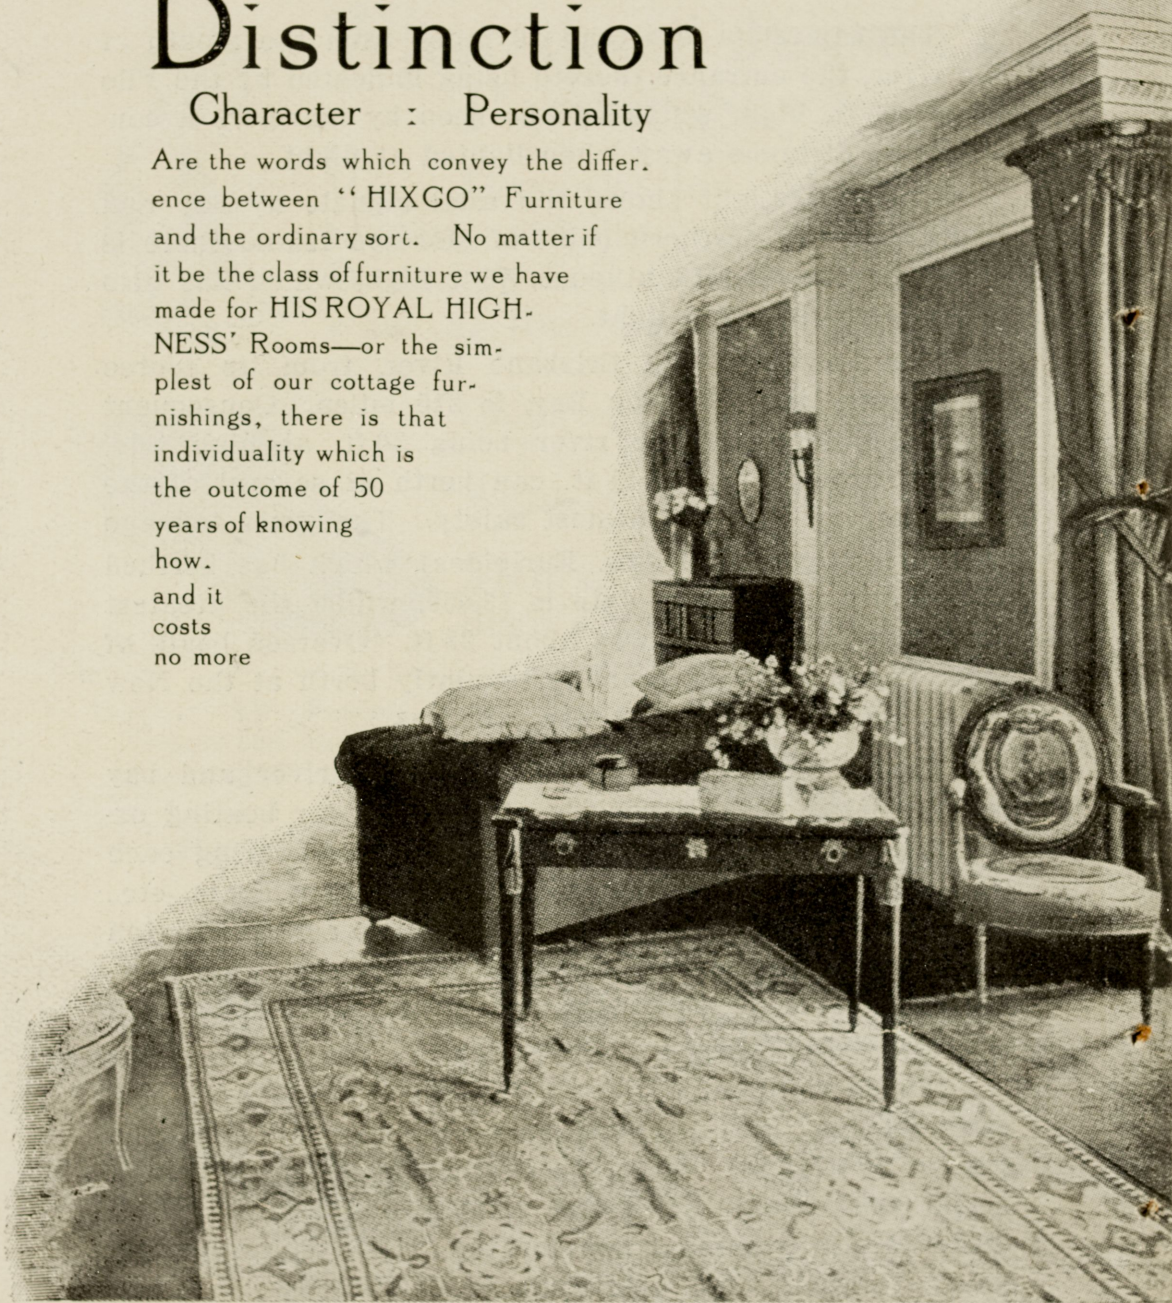 Distinction
Character : Personality
Are the words which convey the differ-
ence between “HIXGO” Furniture
and the ordinary sort. No matter if
it be the class of furniture we have
made for HIS ROYAL HIGH-
NESS’ Rooms—or the sim-
plest of our cottage fur-
nishings, there is that
individuality which is
the outcome of 50
years of knowing
how.
and it
costs
no more